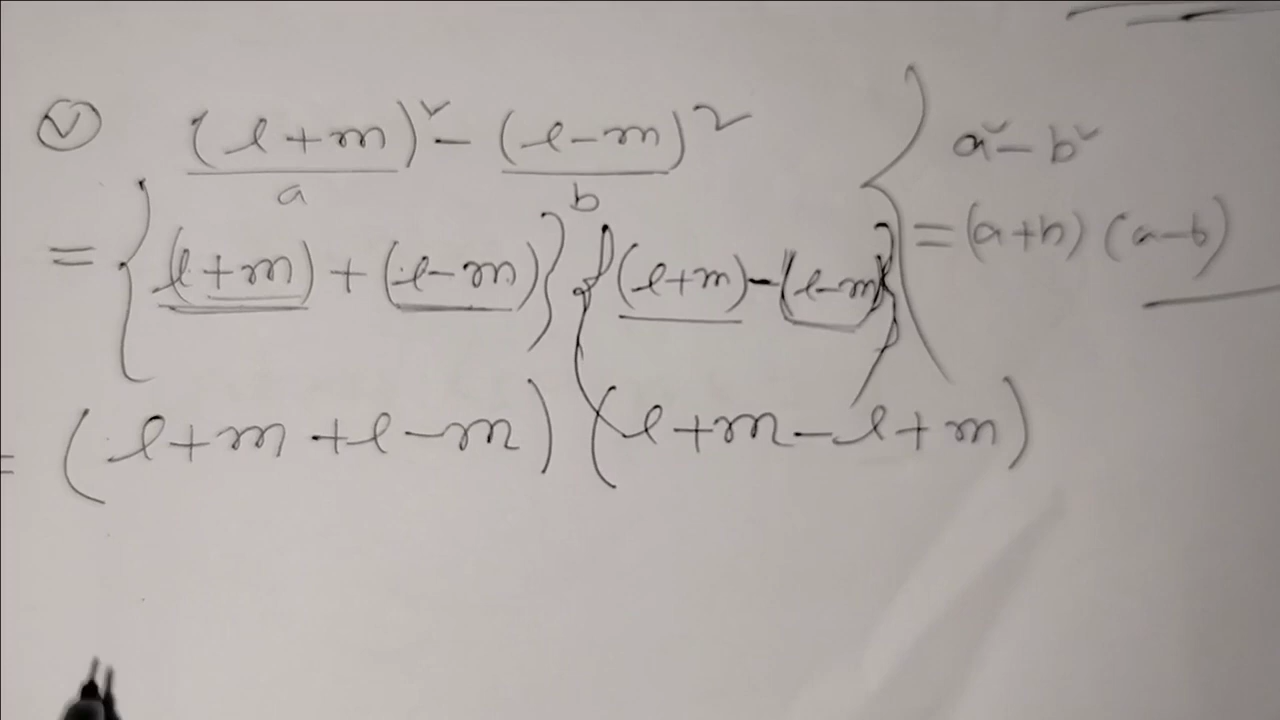 (v) (l+m)² - (l-m)²
a b
a² - b²
= (a+b) (a-b)
= {(l+m) + (l-m)} {(l+m) - (l-m)}
= (l+m+l-m) (l+m-l+m)